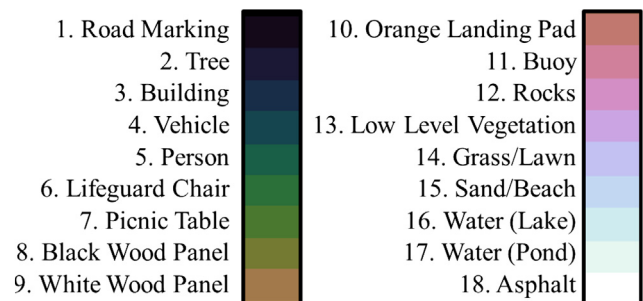 1. Road Marking
2. Tree
3. Building
4. Vehicle
5. Person
6. Lifeguard Chair
7. Picnic Table
8. Black Wood Panel
9. White Wood Panel
10. Orange Landing Pad
11. Buoy
12. Rocks
13. Low Level Vegetation
14. Grass/Lawn
15. Sand/Beach
16. Water (Lake)
17. Water (Pond)
18. Asphalt